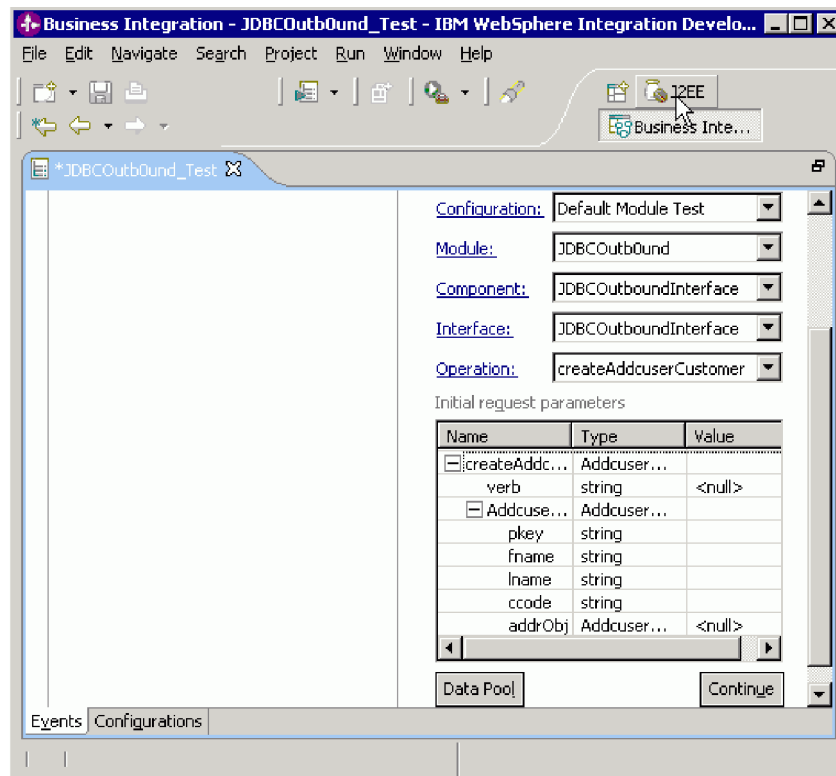 Business Integration - JDBCOutb0und_Test - IBM WebSphere Integration Develo...
File Edit Navigate Search Project Run Window Help
J2EE
Business Inte...
*JDBCOutb0und_Test
Configuration: Default Module Test
Module: JDBCOutb0und
Component: JDBCOutboundInterface
Interface: JDBCOutboundInterface
Operation: createAddcuserCustomer
Initial request parameters
Name Type Value
createAddc... Addcuser...
verb string <null>
Addcuse... Addcuser...
pkey string
fname string
lname string
ccode string
addrObj Addcuser... <null>
Data Pool Continue
Events Configurations